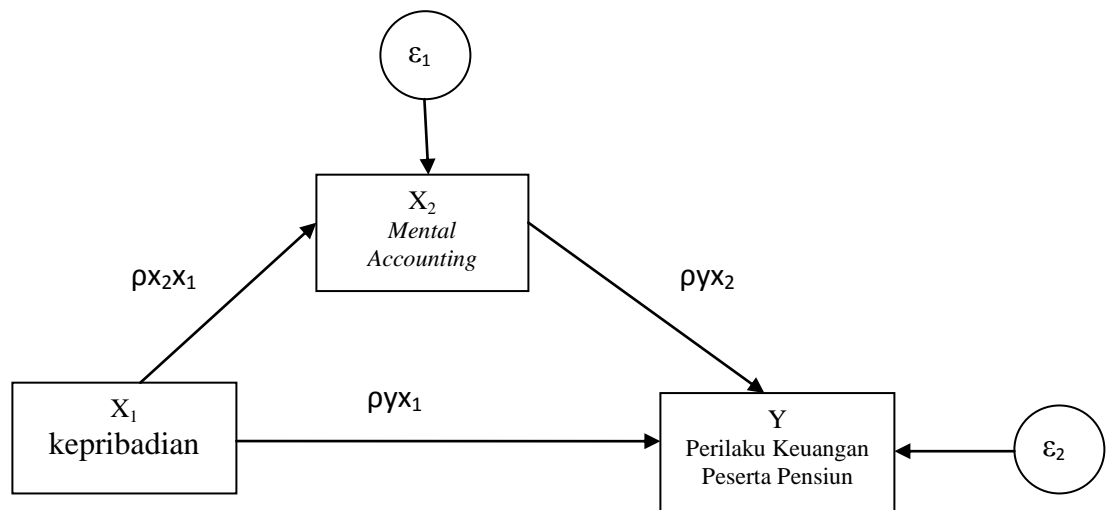 ε₁
X₂
Mental
Accounting
ρx₂x₁
ρyx₂
X₁
kepribadian
ρyx₁
Y
Perilaku Keuangan
Peserta Pensiun
ε₂